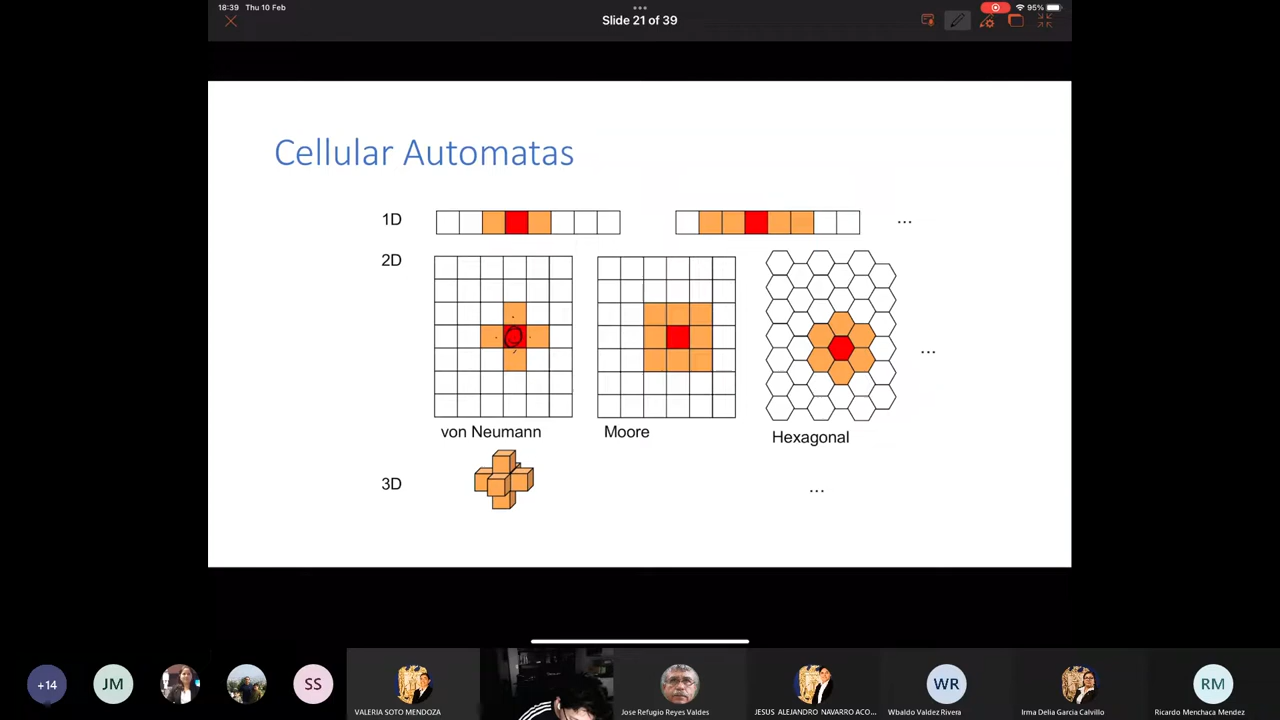 18:39 Thu 10 Feb
95%
Slide 21 of 39
Cellular Automatas
1D
...
2D
...
von Neumann
Moore
Hexagonal
3D
...
+14
JM
SS
WR
RM
VALERIA SOTO MENDOZA
Jose Refugio Reyes Valdes
JESUS ALEJANDRO NAVARRO ACO...
Wbaldo Valdez Rivera
Irma Delia Garcia Calvillo
Ricardo Menchaca Mendez